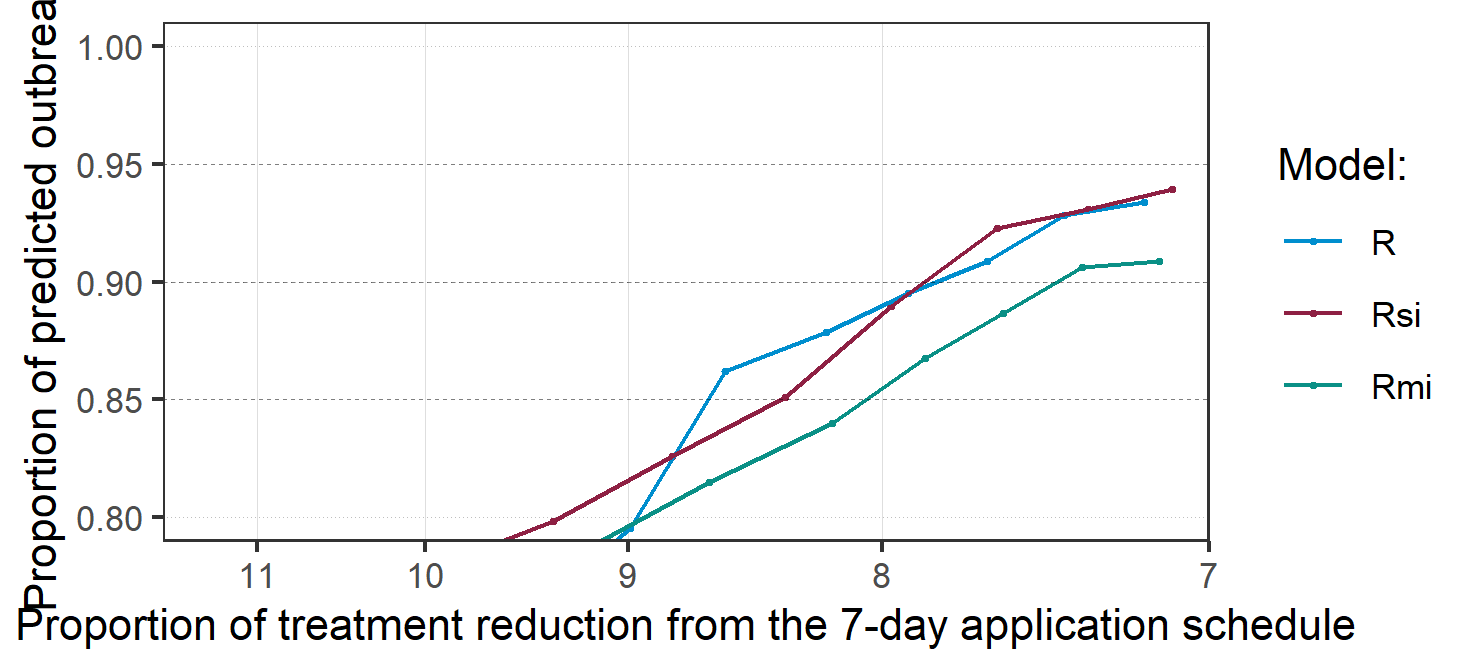 Proportion of predicted outbrea
1.00
0.95
0.90
0.85
0.80
11 10 9 8 7
Proportion of treatment reduction from the 7-day application schedule
Model:
R
Rsi
Rmi